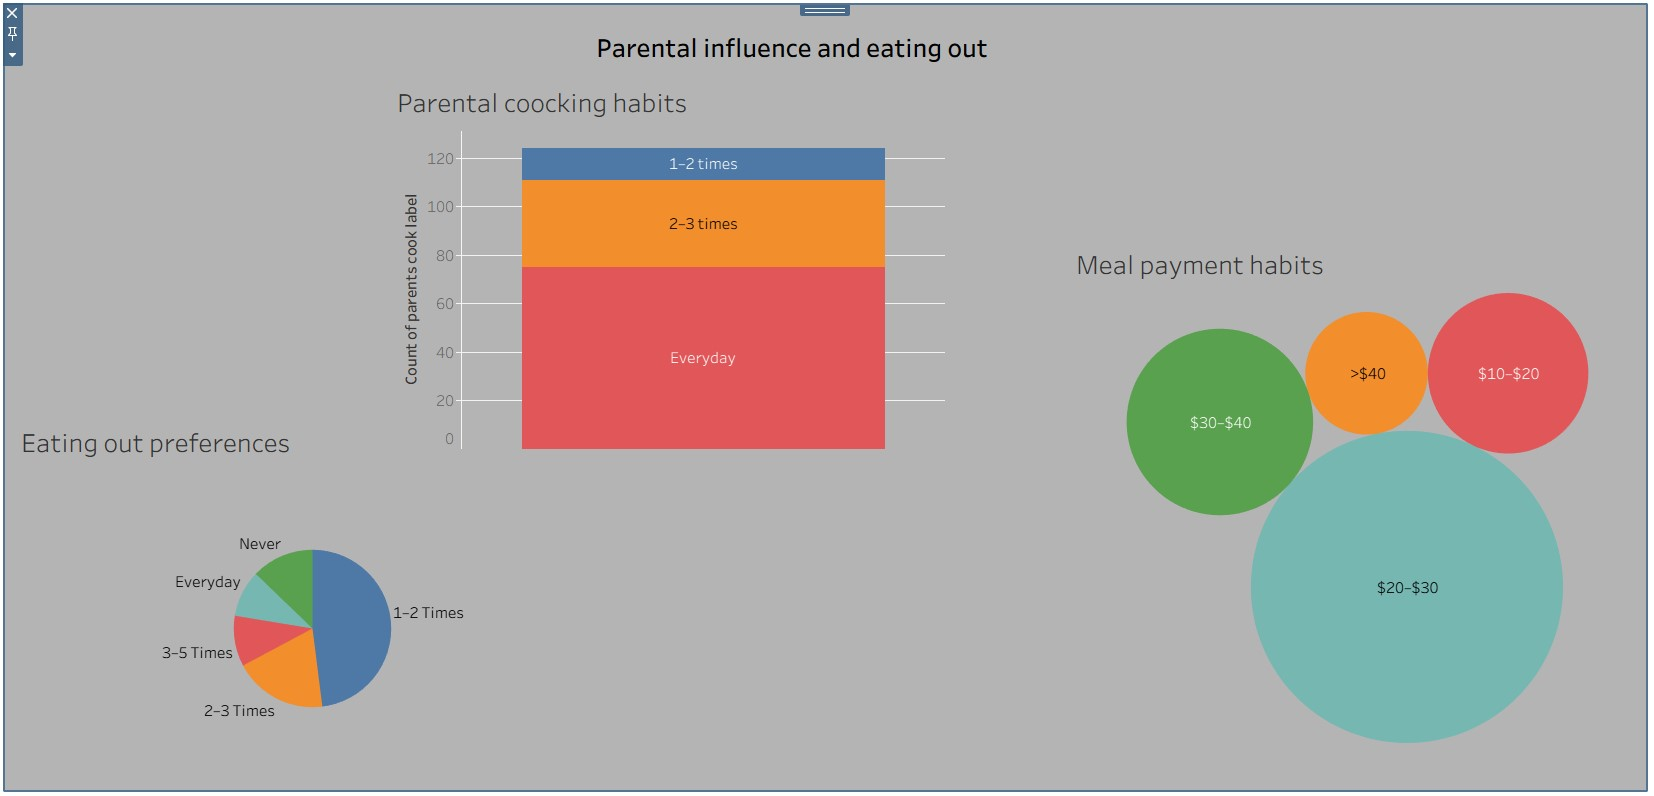 Parental influence and eating out
Parental coocking habits
Count of parents cook label
120
100
80
60
40
20
0
1–2 times
2–3 times
Everyday
Eating out preferences
Never
Everyday
3–5 Times
2–3 Times
1–2 Times
Meal payment habits
$30–$40
>$40
$10–$20
$20–$30